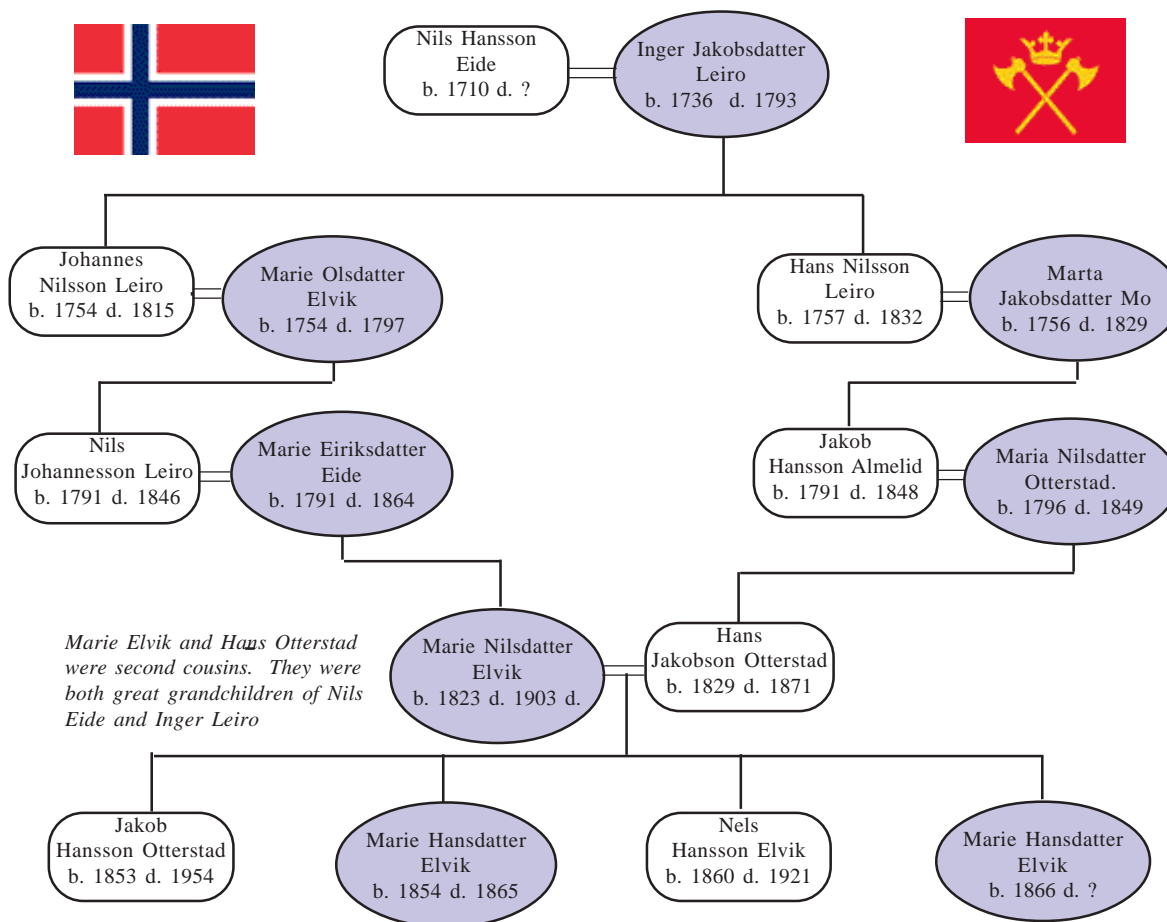 Nils Hansson
Eide
b. 1710 d. ?
Inger Jakobsdatter
Leiro
b. 1736 d. 1793
Johannes
Nilsson Leiro
b. 1754 d. 1815
Marie Olsdatter
Elvik
b. 1754 d. 1797
Hans Nilsson
Leiro
b. 1757 d. 1832
Marta
Jakobsdatter Mo
b. 1756 d. 1829
Nils
Johannesson Leiro
b. 1791 d. 1846
Marie Eiriksdatter
Eide
b. 1791 d. 1864
Jakob
Hansson Almelid
b. 1791 d. 1848
Maria Nilsdatter
Otterstad.
b. 1796 d. 1849
Marie Elvik and Hans Otterstad
were second cousins. They were
both great grandchildren of Nils
Eide and Inger Leiro
Marie Nilsdatter
Elvik
b. 1823 d. 1903 d.
Hans
Jakobson Otterstad
b. 1829 d. 1871
Jakob
Hansson Otterstad
b. 1853 d. 1954
Marie Hansdatter
Elvik
b. 1854 d. 1865
Nels
Hansson Elvik
b. 1860 d. 1921
Marie Hansdatter
Elvik
b. 1866 d. ?